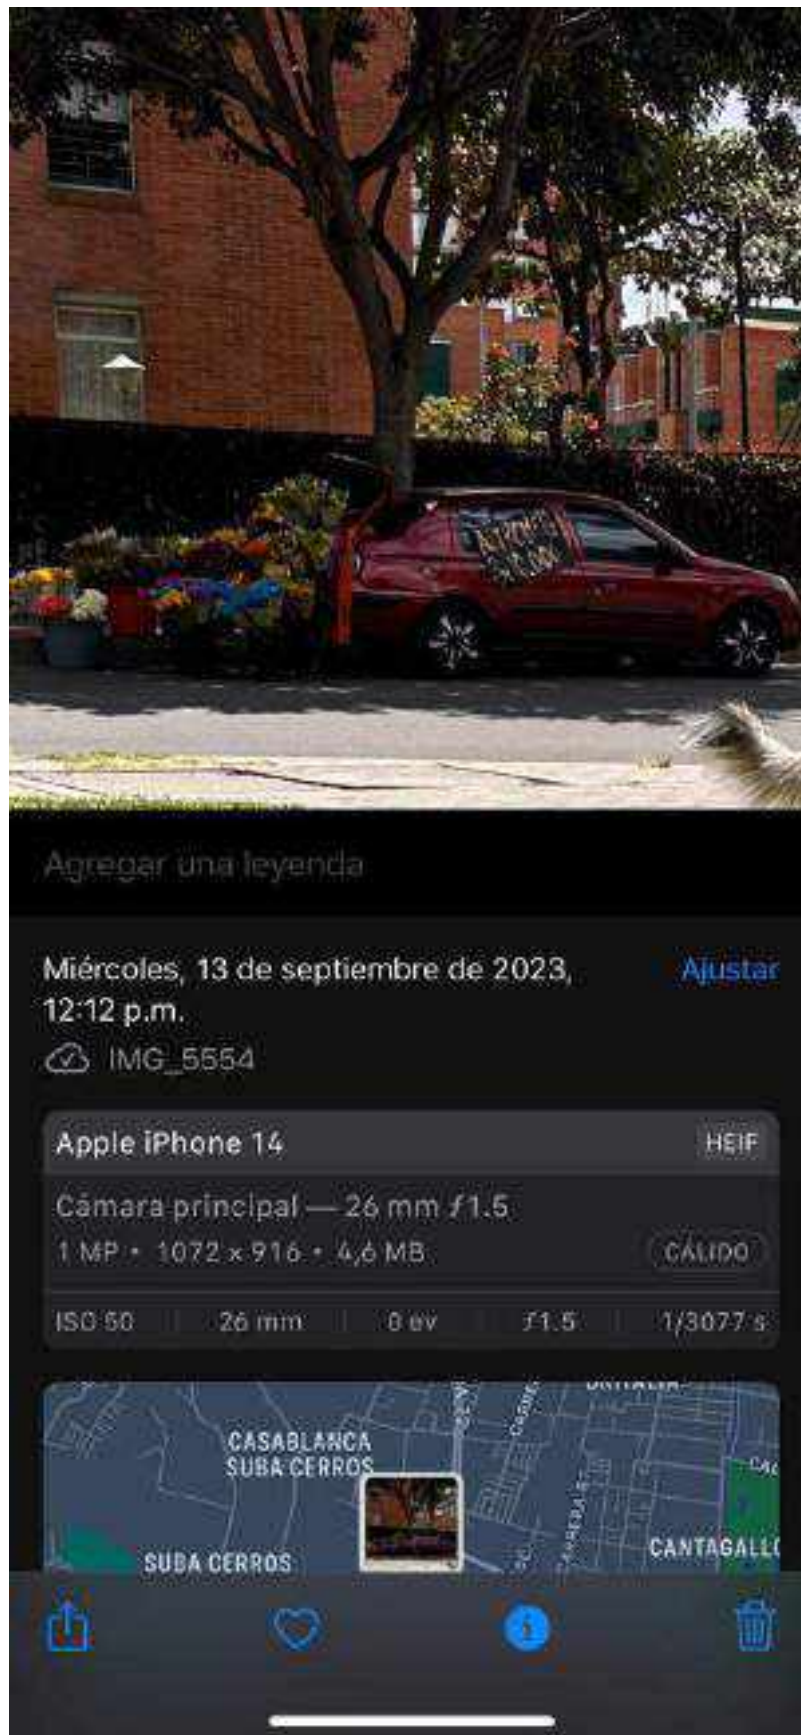 Agregar una leyenda
Miércoles, 13 de septiembre de 2023,
12:12 p.m.
Ajustar
IMG_5554
Apple iPhone 14
HEIF
Cámara principal — 26 mm ƒ1.5
1 MP • 1072 x 916 • 4,6 MB
CÁLIDO
ISO 50
26 mm
0 ev
ƒ1.5
1/3077 s
CASABLANCA
SUBA CERROS
SUBA CERROS
CANTAGALLO